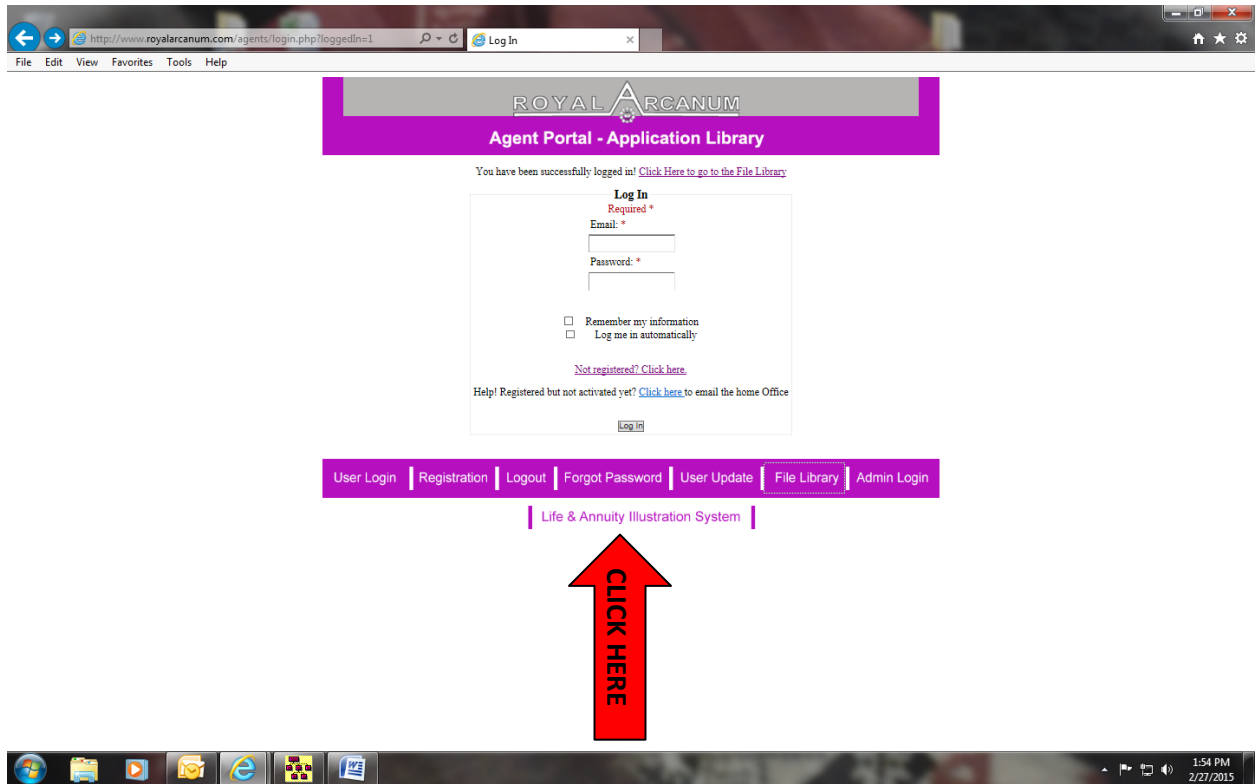 http://www.royalarcanum.com/agents/login.php?loggedIn=1
Log In
File Edit View Favorites Tools Help
ROYAL ARCANUM
Agent Portal - Application Library
You have been successfully logged in! Click Here to go to the File Library
Log In
Required *
Email: *
Password: *
Remember my information
Log me in automatically
Not registered? Click here.
Help! Registered but not activated yet? Click here to email the home Office
Log In
User Login Registration Logout Forgot Password User Update File Library Admin Login
Life & Annuity Illustration System
CLICK HERE
1:54 PM
2/27/2015